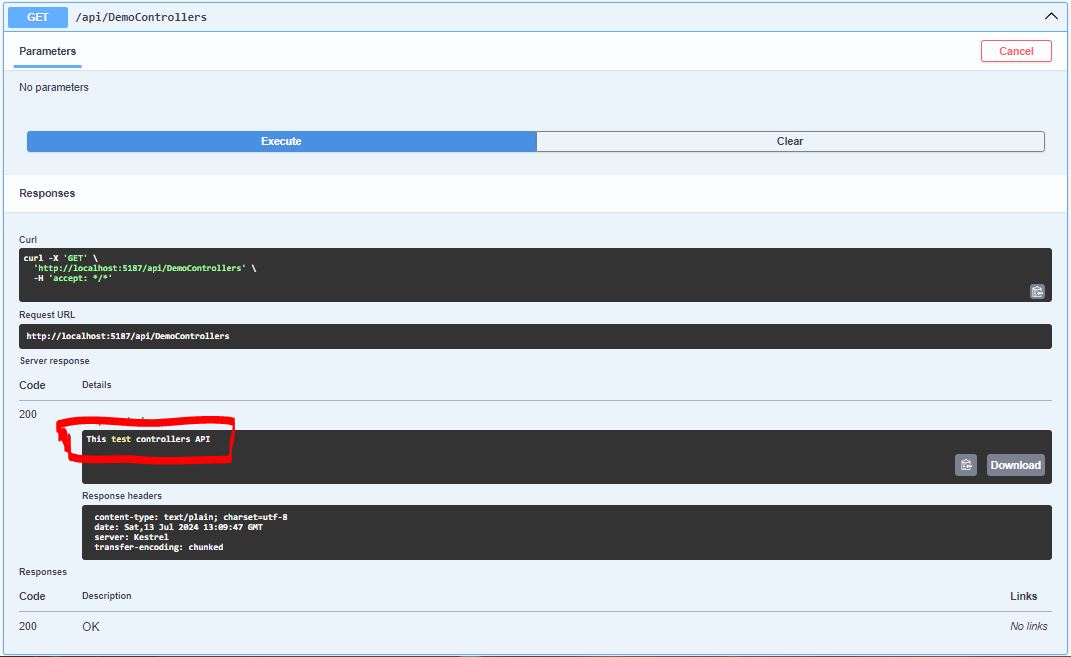 GET /api/DemoControllers
Parameters Cancel
No parameters
Execute Clear
Responses
Curl
curl -X 'GET' \
'http://localhost:5187/api/DemoControllers' \
-H 'accept: */*'
Request URL
http://localhost:5187/api/DemoControllers
Server response
Code Details
200
This test controllers API
Download
Response headers
content-type: text/plain; charset=utf-8
date: Sat,13 Jul 2024 13:09:47 GMT
server: Kestrel
transfer-encoding: chunked
Responses
Code Description Links
200 OK No links